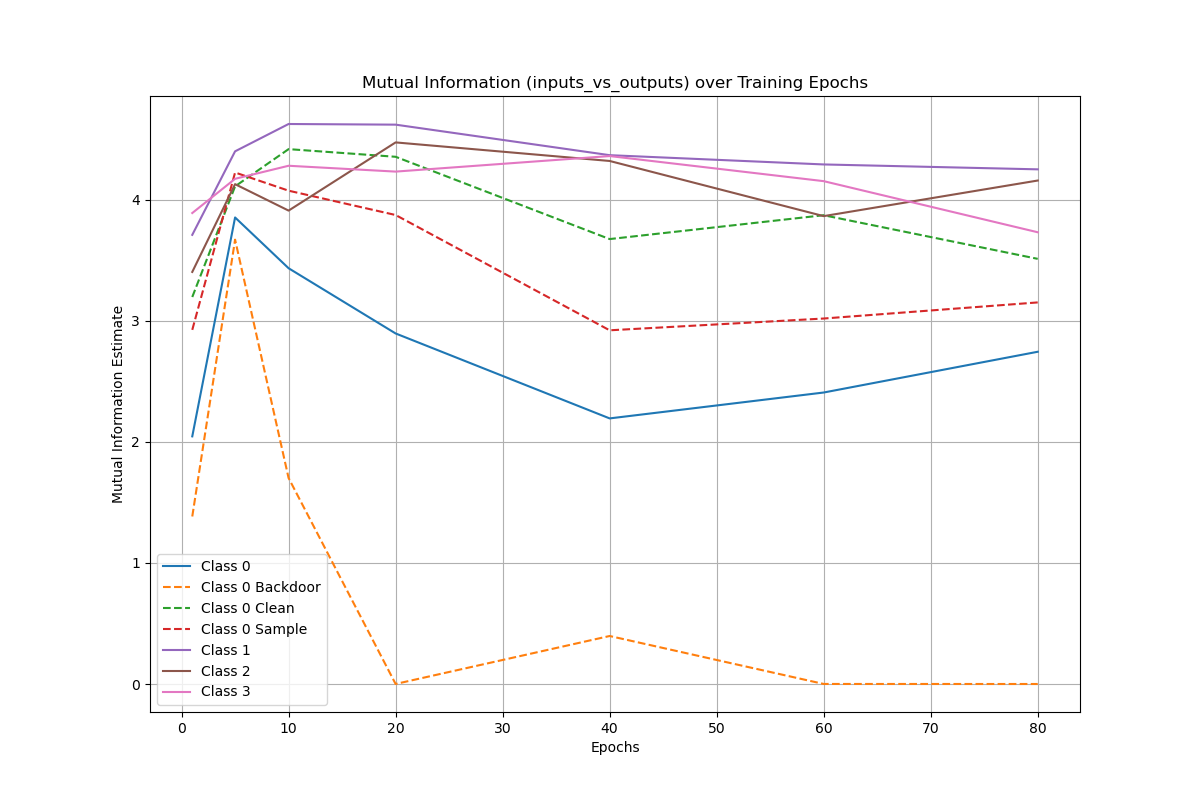 Mutual Information (inputs_vs_outputs) over Training Epochs
Mutual Information Estimate
4
3
2
1
0
Class 0
Class 0 Backdoor
Class 0 Clean
Class 0 Sample
Class 1
Class 2
Class 3
0 10 20 30 40 50 60 70 80
Epochs